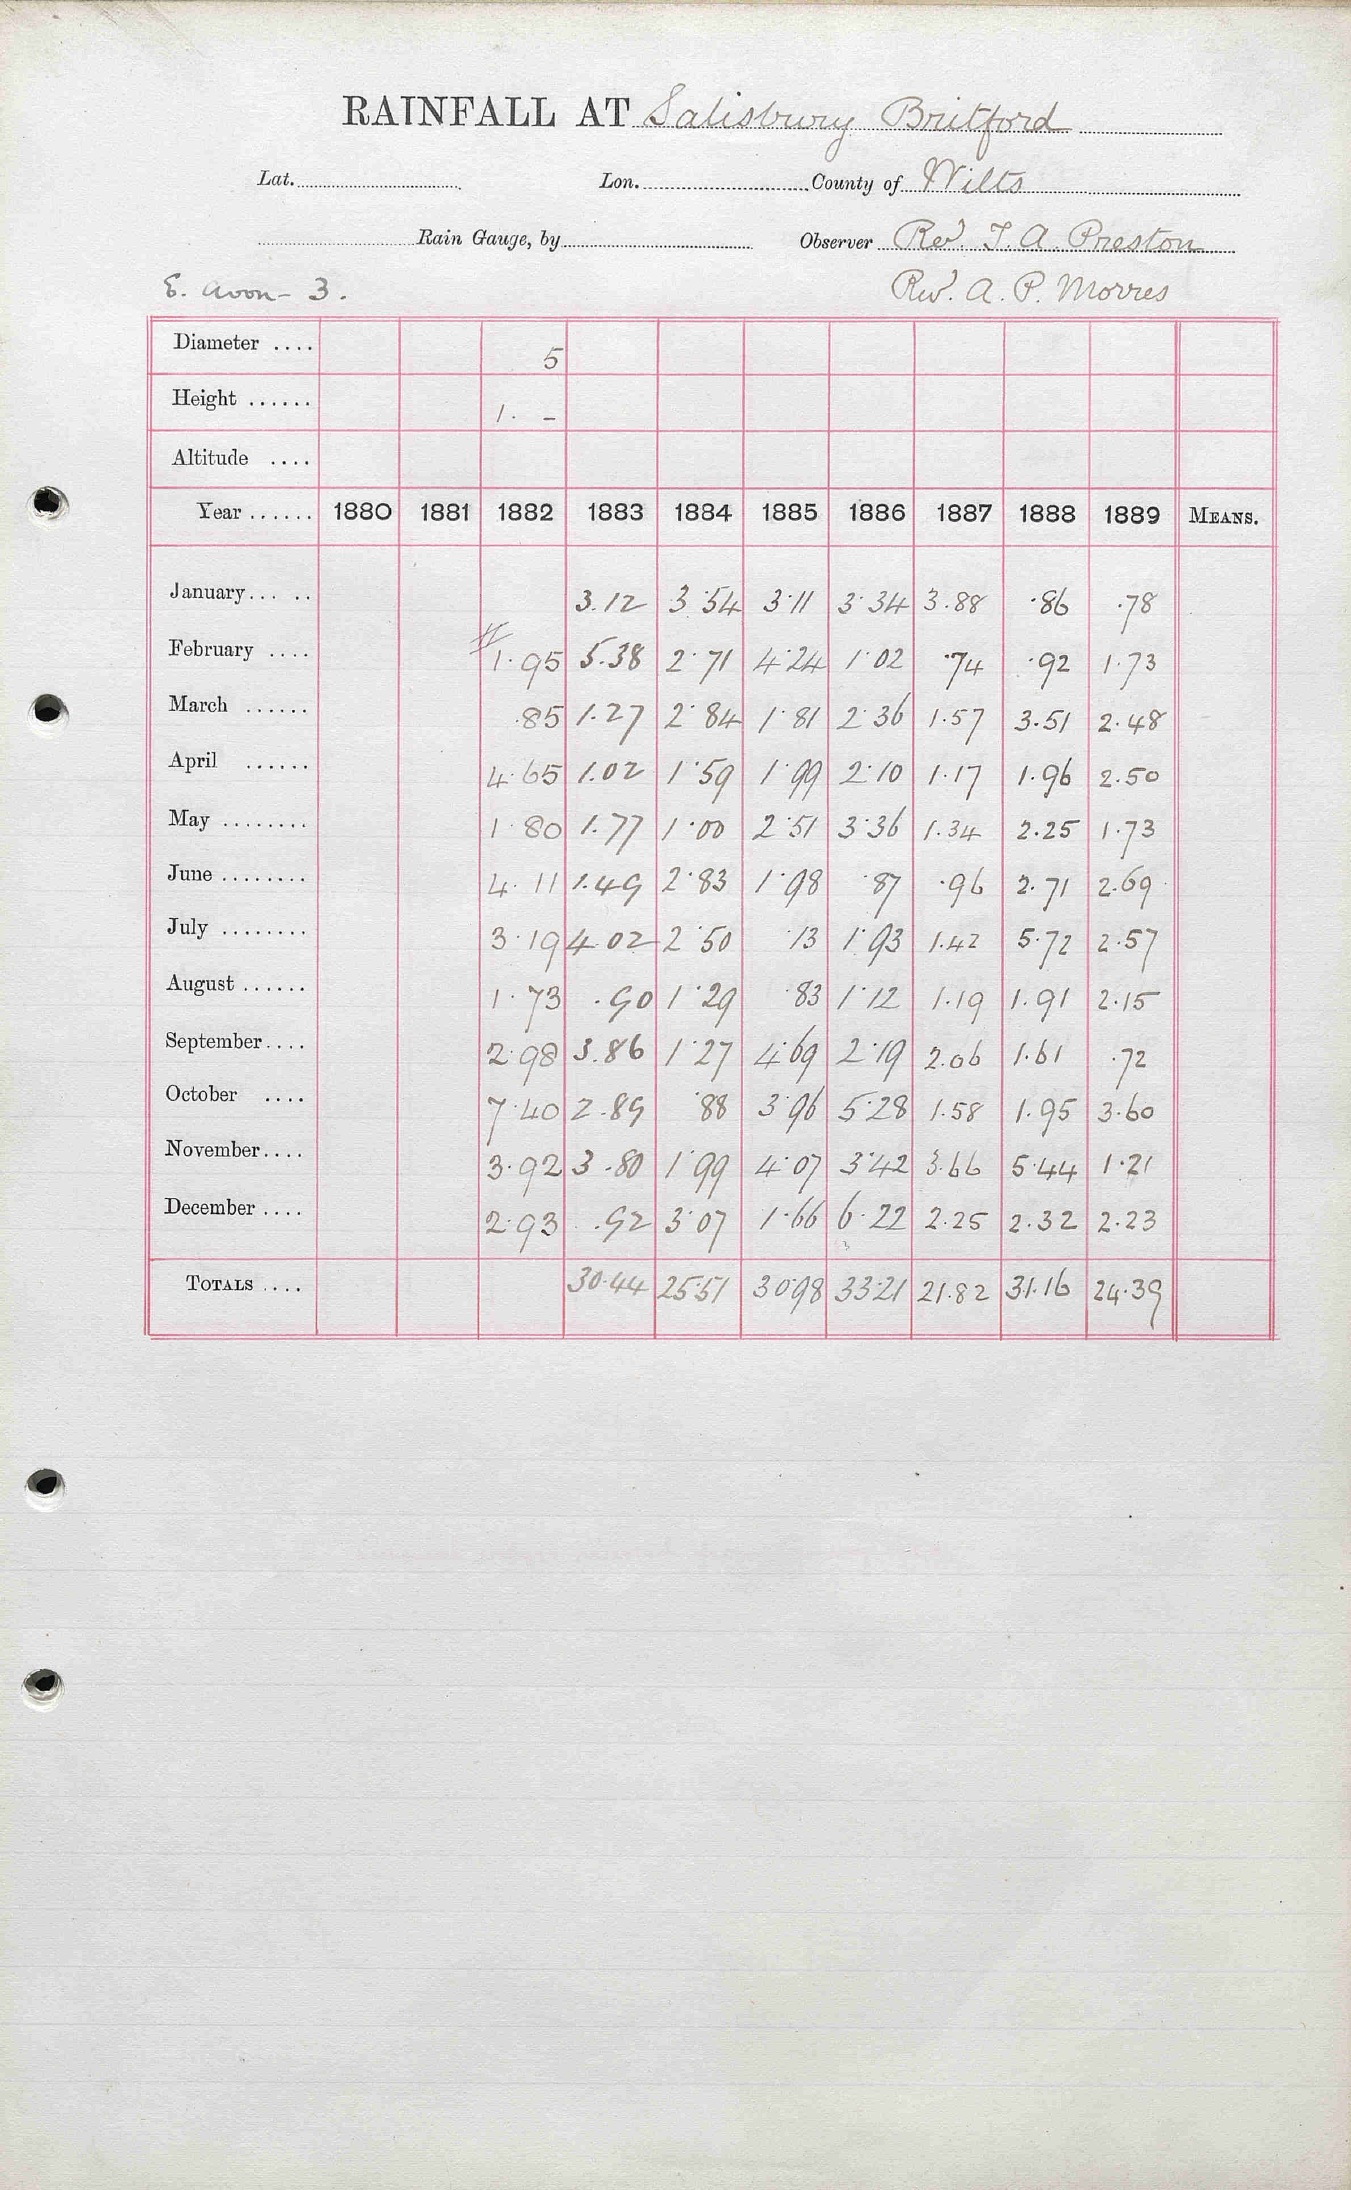 RAINFALL AT Salisbury Britford
Lat. Lon. County of Wilts
Rain Gauge, by Observer Revd. T. A Preston
E. Avon - 3. Revd. A. P. Morres
Diameter .... 5
Height ...... 1. -
Altitude ....
Year ...... 1880 1881 1882 1883 1884 1885 1886 1887 1888 1889 MEANS.
January... .. 3.12 3.54 3.11 3.34 3.88 .86 .78
February .... 1.95 5.38 2.71 4.24 1.02 .74 .92 1.73
March ...... .85 1.27 2.84 1.81 2.36 1.57 3.51 2.48
April ...... 4.65 1.02 1.59 1.99 2.10 1.17 1.96 2.50
May ........ 1.80 1.77 1.00 2.51 3.36 1.34 2.25 1.73
June ........ 4.11 1.49 2.83 1.98 .87 .96 2.71 2.69
July ........ 3.19 4.02 2.50 .13 1.93 1.42 5.72 2.57
August ...... 1.73 .90 1.29 .83 1.12 1.19 1.91 2.15
September.... 2.98 3.86 1.27 4.69 2.19 2.06 1.61 .72
October .... 7.40 2.89 .88 3.96 5.28 1.58 1.95 3.60
November.... 3.92 3.80 1.99 4.07 3.42 3.66 5.44 1.21
December .... 2.93 .92 3.07 1.66 6.22 2.25 2.32 2.23
TOTALS .... 30.44 25.51 30.98 33.21 21.82 31.16 24.39